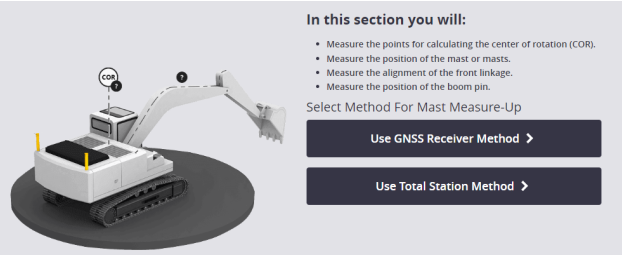 In this section you will:
Measure the points for calculating the center of rotation (COR).
Measure the position of the mast or masts.
Measure the alignment of the front linkage.
Measure the position of the boom pin.
Select Method For Mast Measure-Up
Use GNSS Receiver Method
Use Total Station Method
COR
?
?